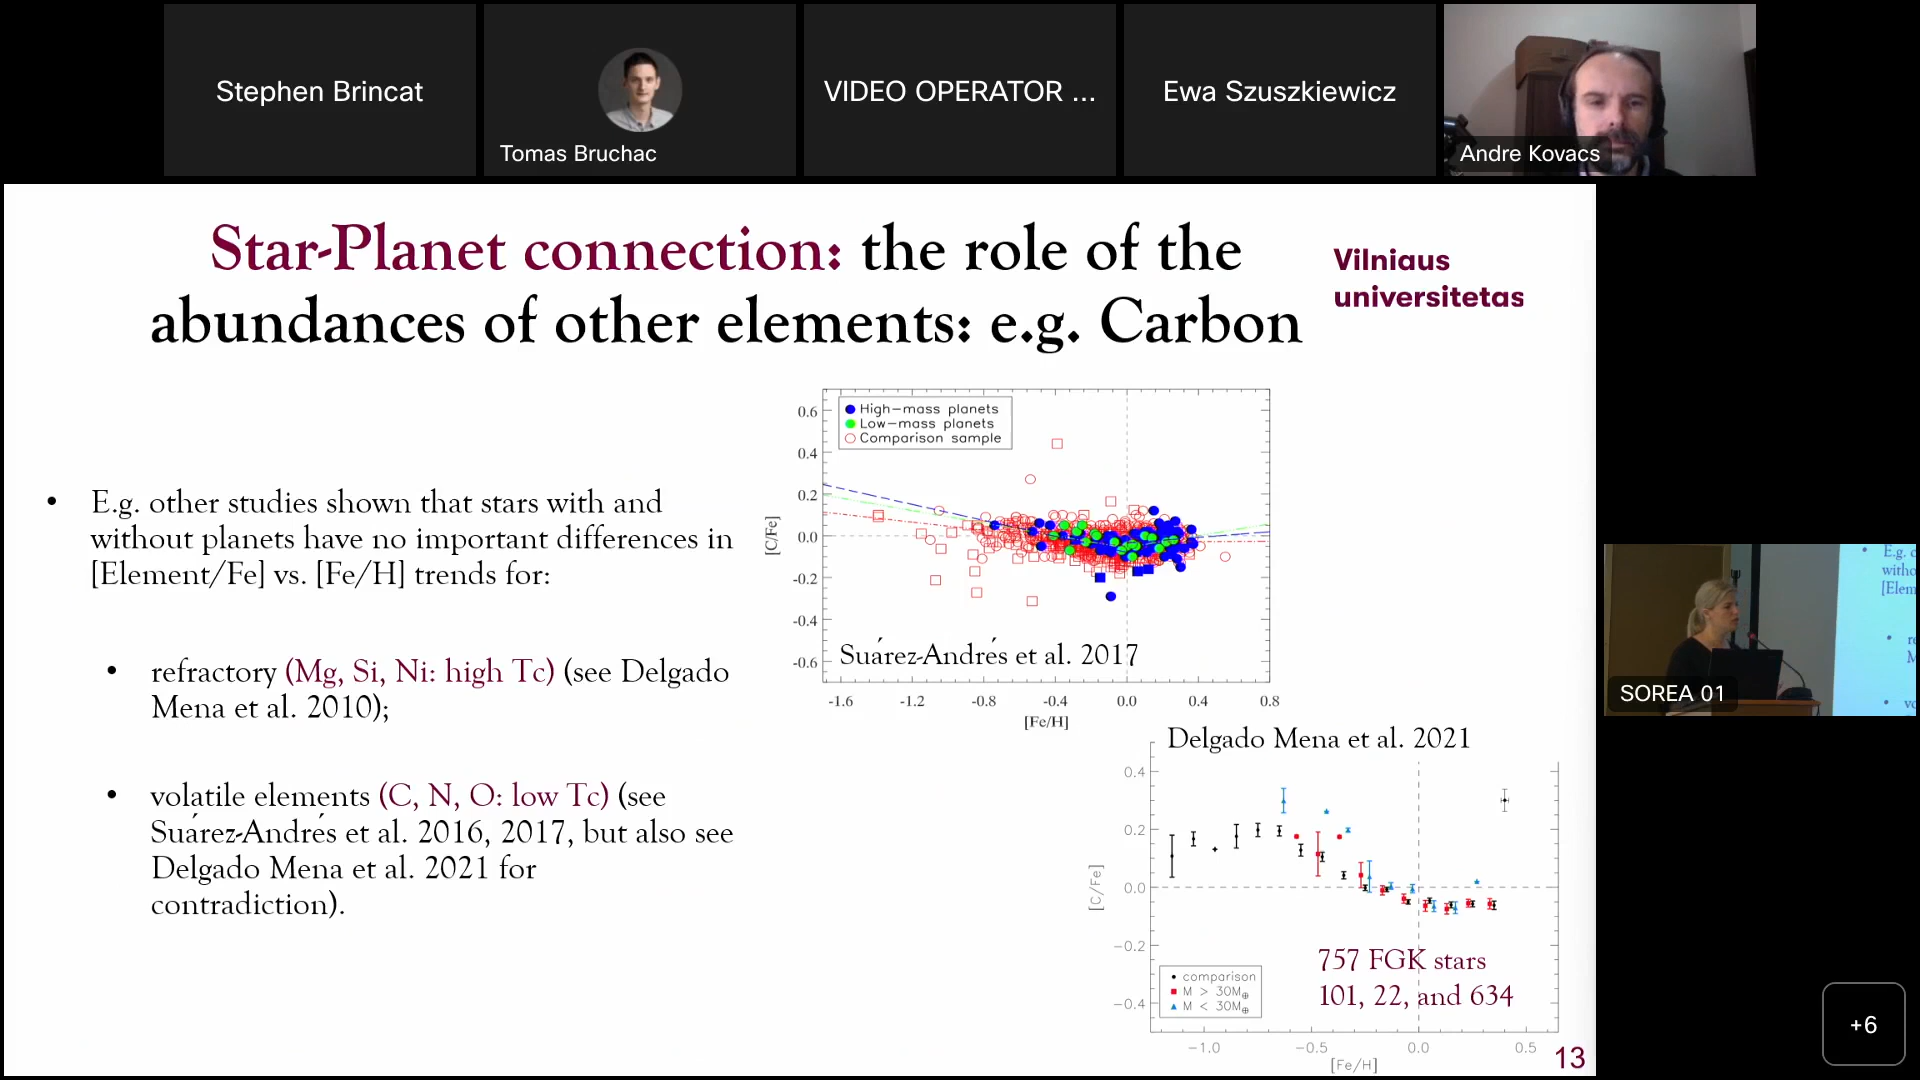 Stephen Brincat
Tomas Bruchac
VIDEO OPERATOR ...
Ewa Szuszkiewicz
Andre Kovacs
Star-Planet connection: the role of the
abundances of other elements: e.g. Carbon
Vilniaus
universitetas
• E.g. other studies shown that stars with and
without planets have no important differences in
[Element/Fe] vs. [Fe/H] trends for:
• refractory (Mg, Si, Ni: high Tc) (see Delgado
Mena et al. 2010);
• volatile elements (C, N, O: low Tc) (see
Suárez-Andrés et al. 2016, 2017, but also see
Delgado Mena et al. 2021 for
contradiction).
High-mass planets
Low-mass planets
Comparison sample
0.6
0.4
0.2
0.0
-0.2
-0.4
-0.6
[C/Fe]
Suárez-Andrés et al. 2017
-1.6 -1.2 -0.8 -0.4 0.0 0.4 0.8
[Fe/H]
Delgado Mena et al. 2021
0.4
0.2
0.0
-0.2
-0.4
[C/Fe]
757 FGK stars
101, 22, and 634
comparison
M > 30M⊕
M < 30M⊕
-1.0 -0.5 0.0 0.5
[Fe/H]
13
SOREA 01
E.g. o
witho
[Elem
+6